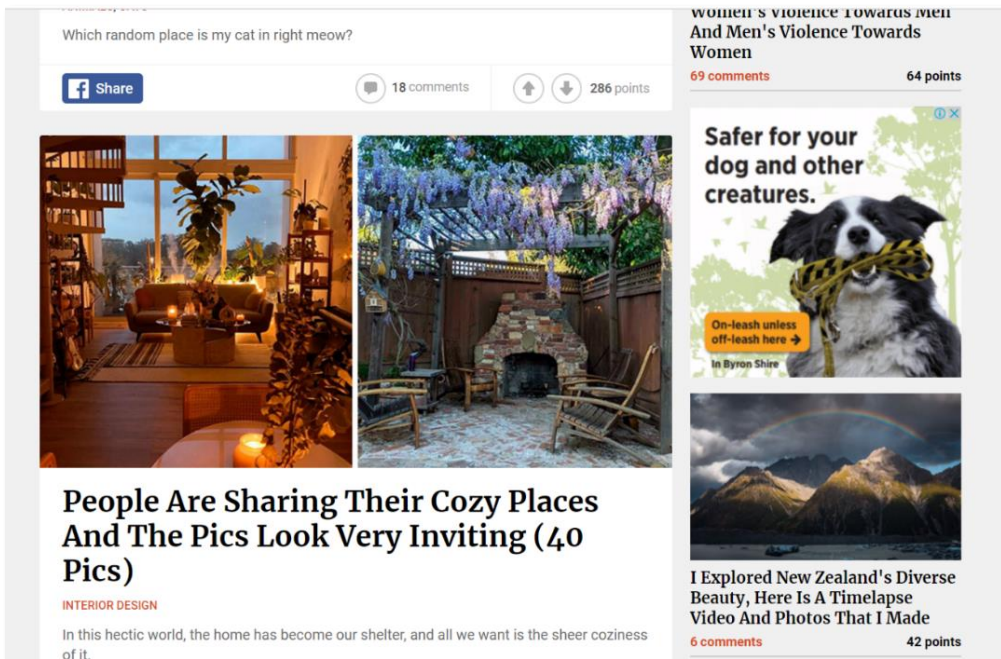 Which random place is my cat in right meow?
Share
18 comments
286 points
People Are Sharing Their Cozy Places
And The Pics Look Very Inviting (40
Pics)
INTERIOR DESIGN
In this hectic world, the home has become our shelter, and all we want is the sheer coziness
of it.
Women's Violence Towards Men
And Men's Violence Towards
Women
69 comments
64 points
Safer for your
dog and other
creatures.
On-leash unless
off-leash here →
In Byron Shire
I Explored New Zealand's Diverse
Beauty, Here Is A Timelapse
Video And Photos That I Made
6 comments
42 points